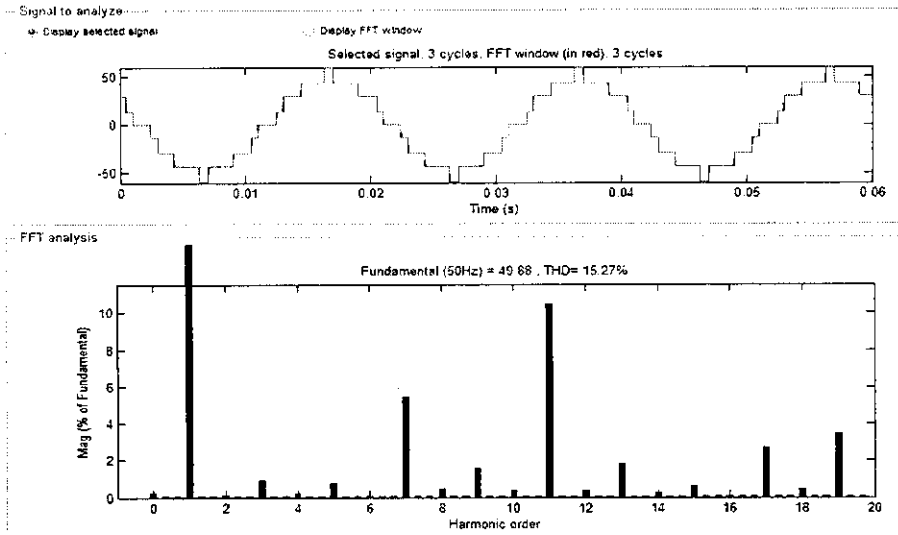 Signal to analyze
Display selected signal Display FFT window
Selected signal: 3 cycles. FFT window (in red): 3 cycles
50
0
-50
0 0.01 0.02 0.03 0.04 0.05 0.06
Time (s)
FFT analysis
Fundamental (50Hz) = 49.68 , THD= 15.27%
10
8
6
4
2
0
Mag (% of Fundamental)
0 2 4 6 8 10 12 14 16 18 20
Harmonic order